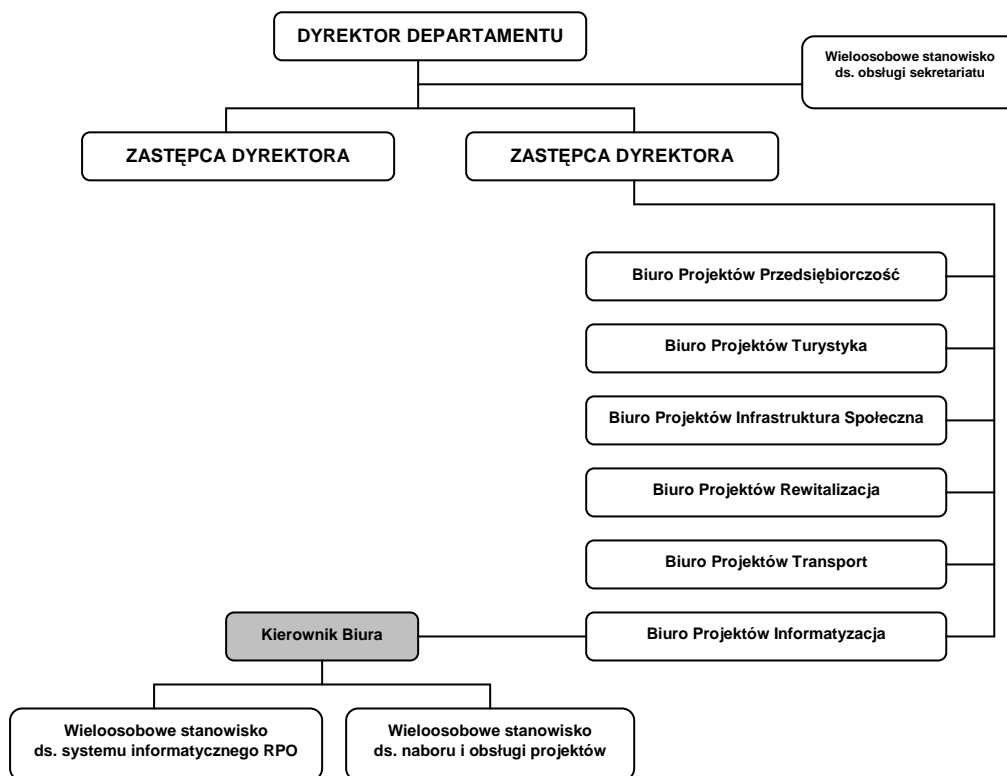 DYREKTOR DEPARTAMENTU
Wieloosobowe stanowisko
ds. obsługi sekretariatu
ZASTĘPCA DYREKTORA
ZASTĘPCA DYREKTORA
Biuro Projektów Przedsiębiorczość
Biuro Projektów Turystyka
Biuro Projektów Infrastruktura Społeczna
Biuro Projektów Rewitalizacja
Biuro Projektów Transport
Kierownik Biura
Biuro Projektów Informatyzacja
Wieloosobowe stanowisko
ds. systemu informatycznego RPO
Wieloosobowe stanowisko
ds. naboru i obsługi projektów